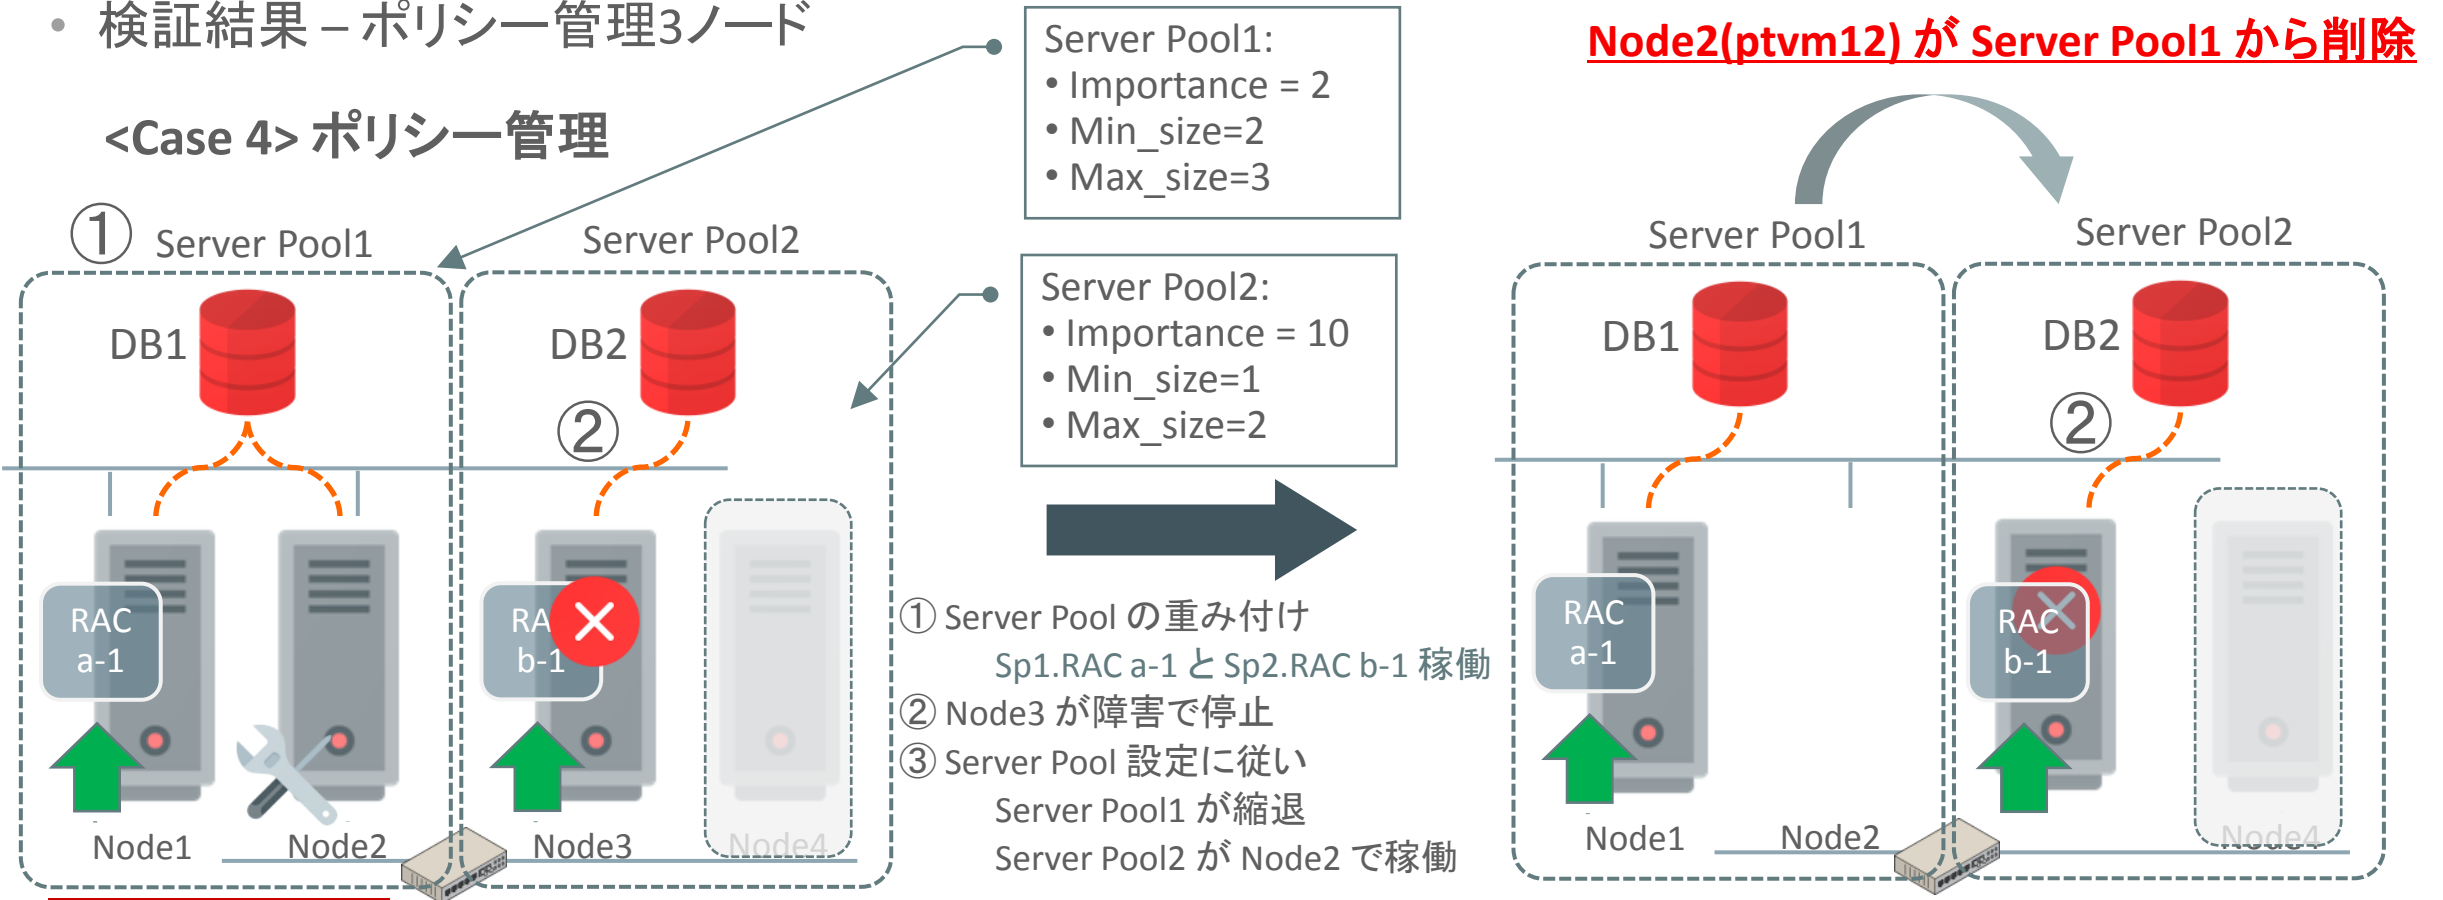 • 検証結果 – ポリシー管理3ノード
<Case 4> ポリシー管理
Server Pool1:
• Importance = 2
• Min_size=2
• Max_size=3
Server Pool2:
• Importance = 10
• Min_size=1
• Max_size=2
Node2(ptvm12) が Server Pool1 から削除
①
Server Pool1
Server Pool2
DB1
DB2
②
RAC
a-1
RA
b-1
Node1
Node2
Node3
Node4
① Server Pool の重み付け
Sp1.RAC a-1 と Sp2.RAC b-1 稼働
② Node3 が障害で停止
③ Server Pool 設定に従い
Server Pool1 が縮退
Server Pool2 が Node2 で稼働
Server Pool1
Server Pool2
DB1
DB2
②
RAC
a-1
RAC
b-1
Node1
Node2
Node4